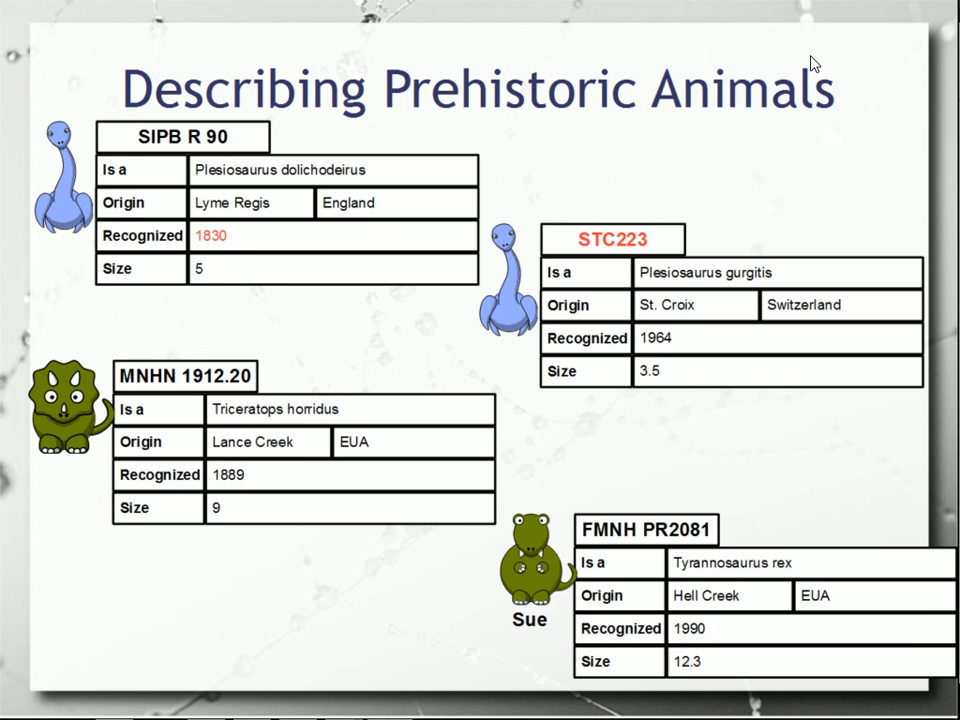 Describing Prehistoric Animals
SIPB R 90
Is a Plesiosaurus dolichodeirus
Origin Lyme Regis England
Recognized 1830
Size 5
STC223
Is a Plesiosaurus gurgitis
Origin St. Croix Switzerland
Recognized 1964
Size 3.5
MNHN 1912.20
Is a Triceratops horridus
Origin Lance Creek EUA
Recognized 1889
Size 9
FMNH PR2081
Is a Tyrannosaurus rex
Origin Hell Creek EUA
Recognized 1990
Size 12.3
Sue